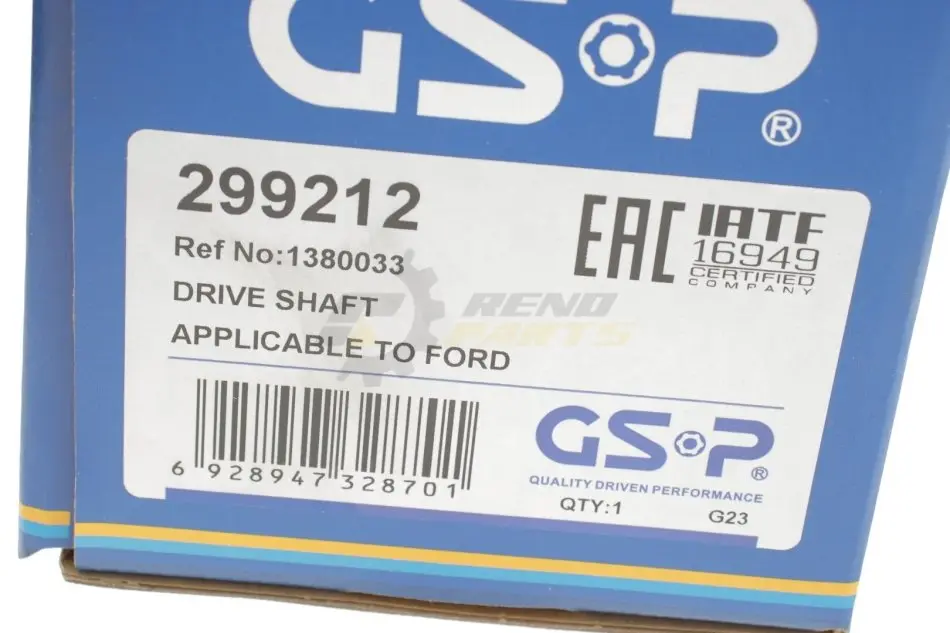 GSP®
299212
Ref No:1380033
DRIVE SHAFT
APPLICABLE TO FORD
EAC
IATF
16949
CERTIFIED
COMPANY
RENO
PARTS
6 928947 328701
GSP®
QUALITY DRIVEN PERFORMANCE
QTY:1 G23